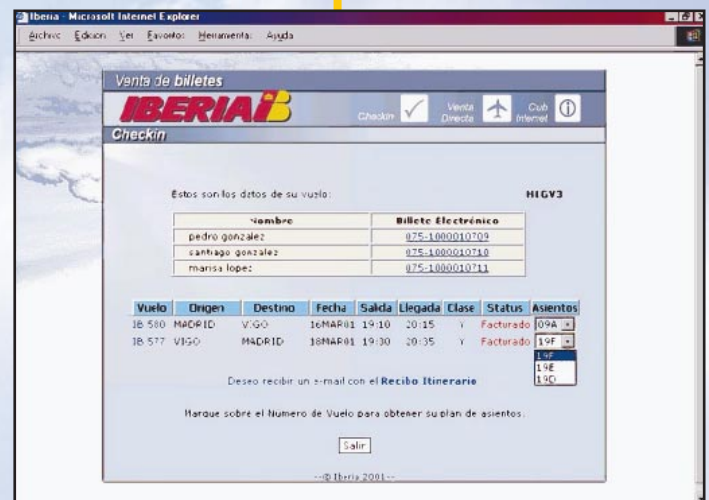 Iberia - Microsoft Internet Explorer
Archivo Edición Ver Favoritos Herramientas Ayuda
Venta de billetes
IBERIA
Checkin Venta Directa Internet
Checkin
Estos son los datos de su vuelo:
Nombre Billete Electrónico
pedro gonzalez 075-1000010709
santiago gonzalez 075-1000010710
marisa lopez 075-1000010711
Vuelo Origen Destino Fecha Salida Llegada Clase Status Asientos
IB 580 MADRID VIGO 16MAR01 19:10 20:15 Y Facturado 09A
IB 577 VIGO MADRID 18MAR01 19:30 20:35 Y Facturado 19F
19F
19E
19D
Deseo recibir un e-mail con el Recibo Itinerario
Marque sobre el Numero de Vuelo para obtener su plan de asientos.
Salir
--© Iberia 2001--